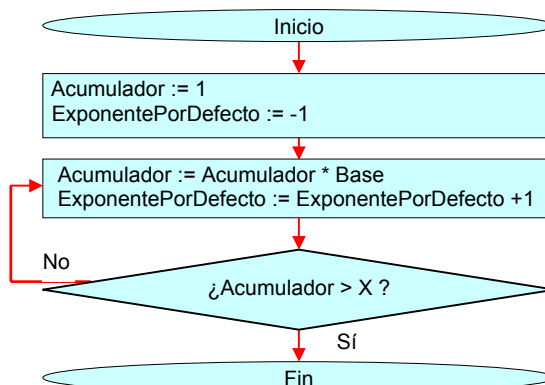 Inicio
Acumulador := 1
ExponentePorDefecto := -1
Acumulador := Acumulador * Base
ExponentePorDefecto := ExponentePorDefecto +1
No
¿Acumulador > X ?
Sí
Fin